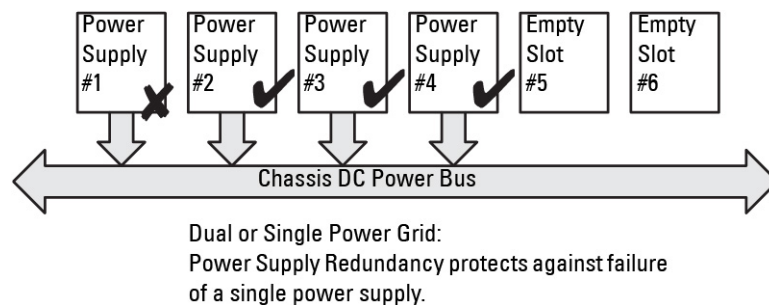 Power Supply #1
Power Supply #2
Power Supply #3
Power Supply #4
Empty Slot #5
Empty Slot #6
Chassis DC Power Bus
Dual or Single Power Grid:
Power Supply Redundancy protects against failure
of a single power supply.